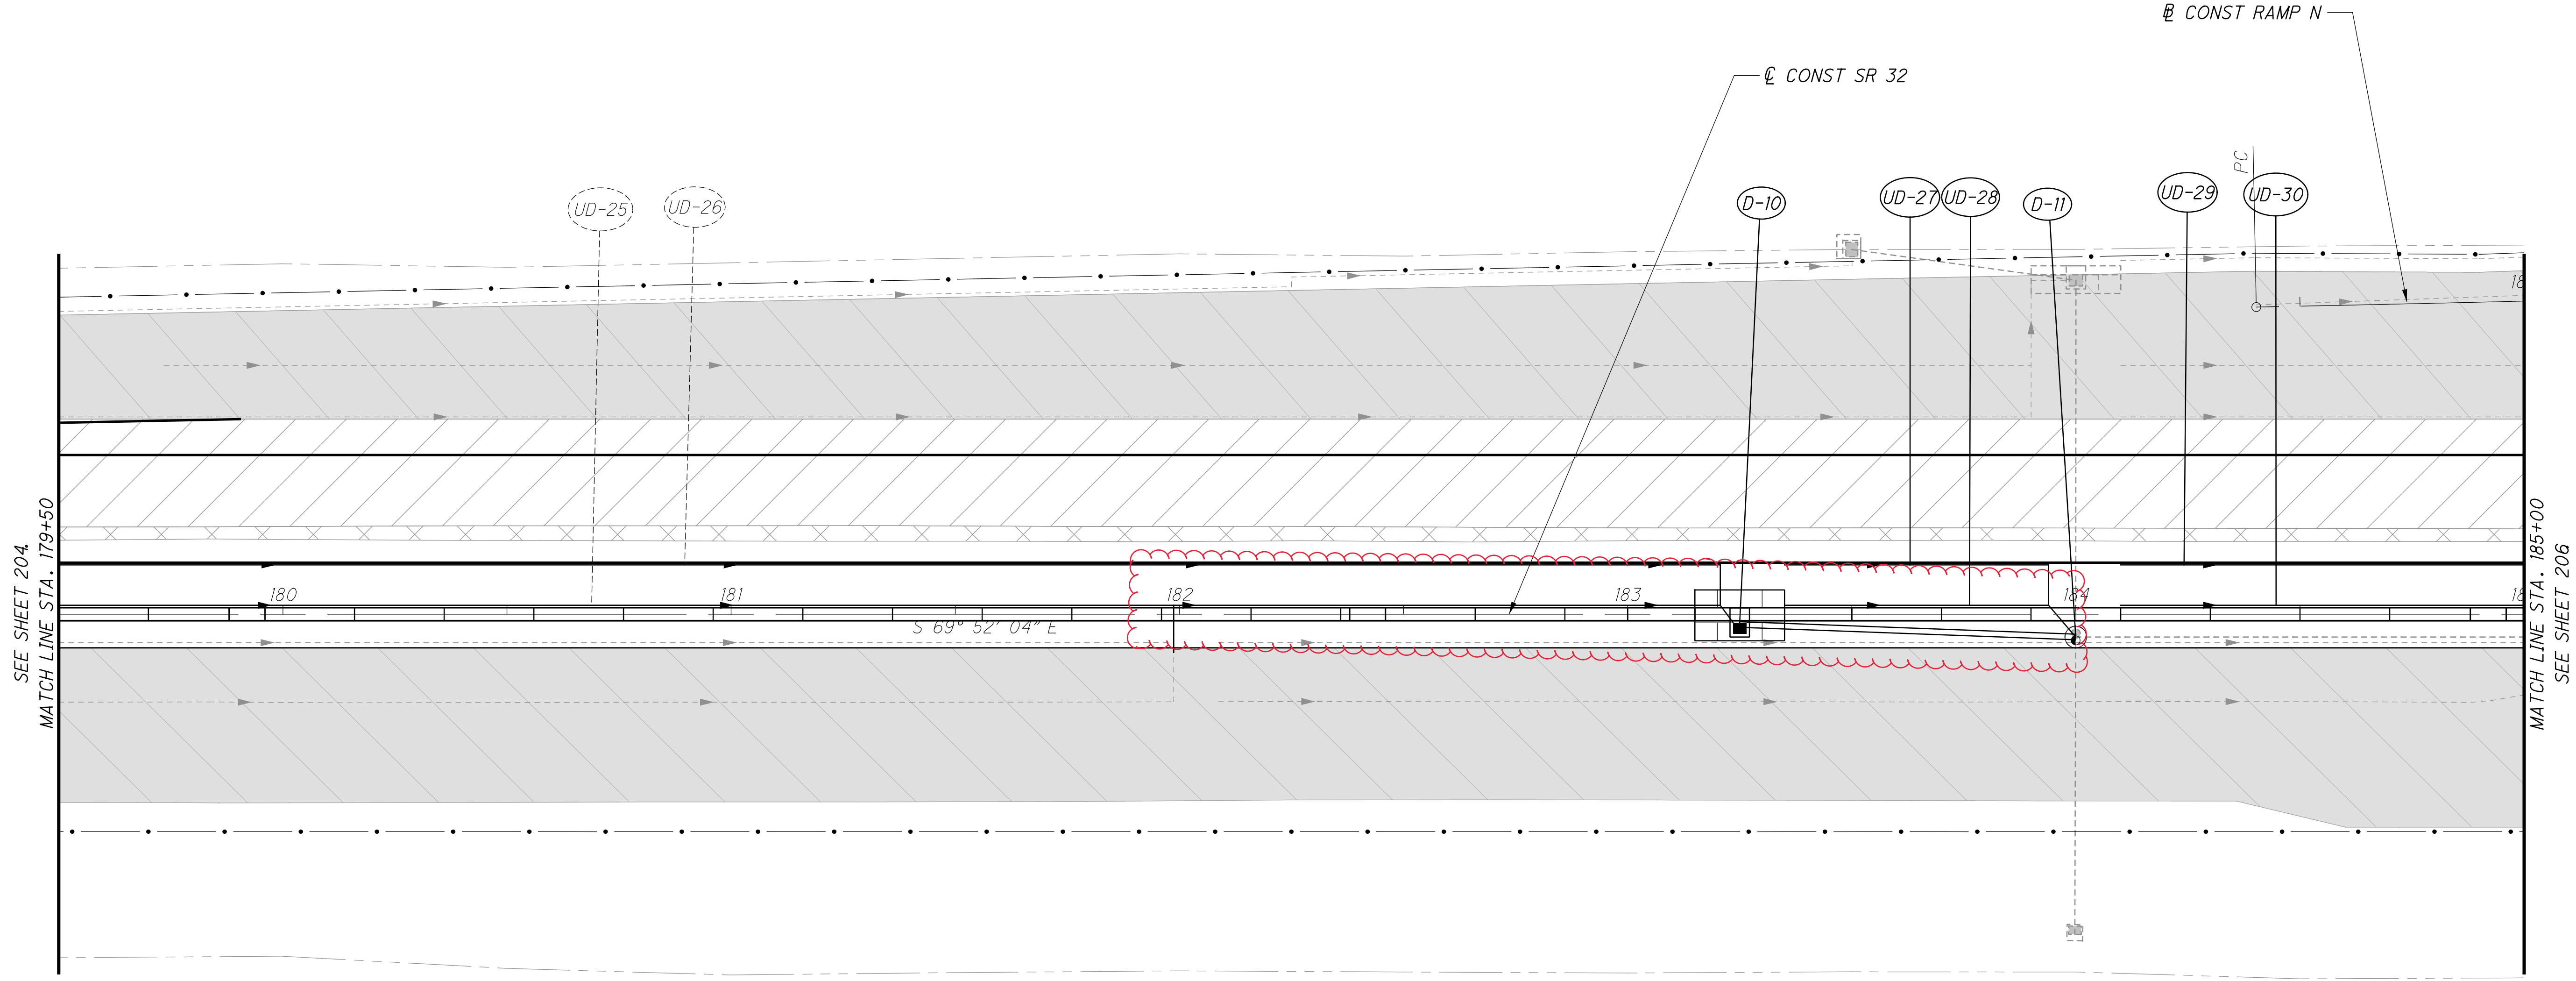 ℄ CONST RAMP N
℄ CONST SR 32
PC
UD-25
UD-26
D-10
UD-27
UD-28
D-11
UD-29
UD-30
18
SEE SHEET 204.
MATCH LINE STA. 179+50
180
181
182
183
184
18
S 69° 52' 04" E
MATCH LINE STA. 185+00
SEE SHEET 206